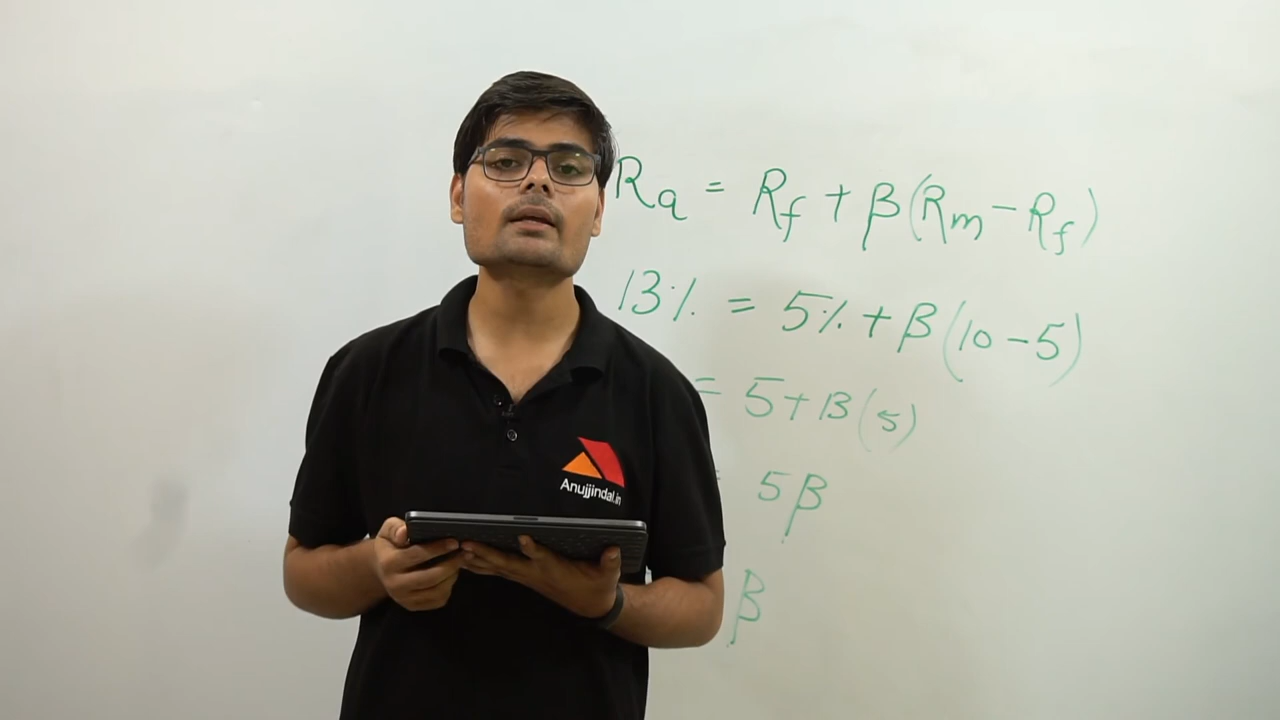 Ra = Rf + β(Rm - Rf)
13% = 5% + β(10 - 5)
= 5 + β(5)
5β
β
Anujjindal.in